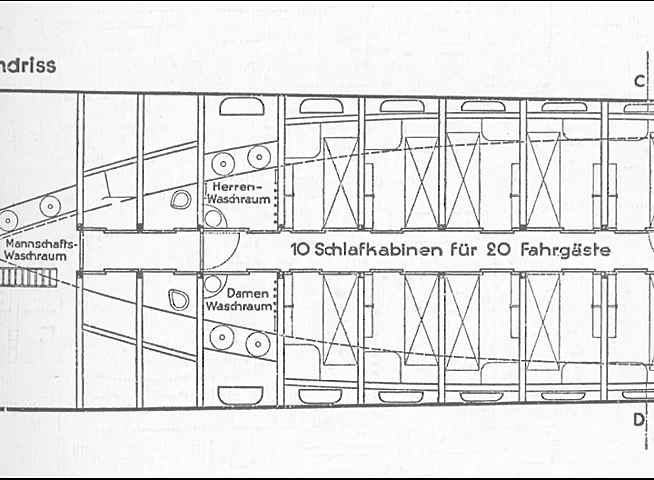 ndriss
C
Herren-
Waschraum
Mannschafts-
Waschraum
10 Schlafkabinen für 20 Fahrgäste
Damen
Waschraum
D